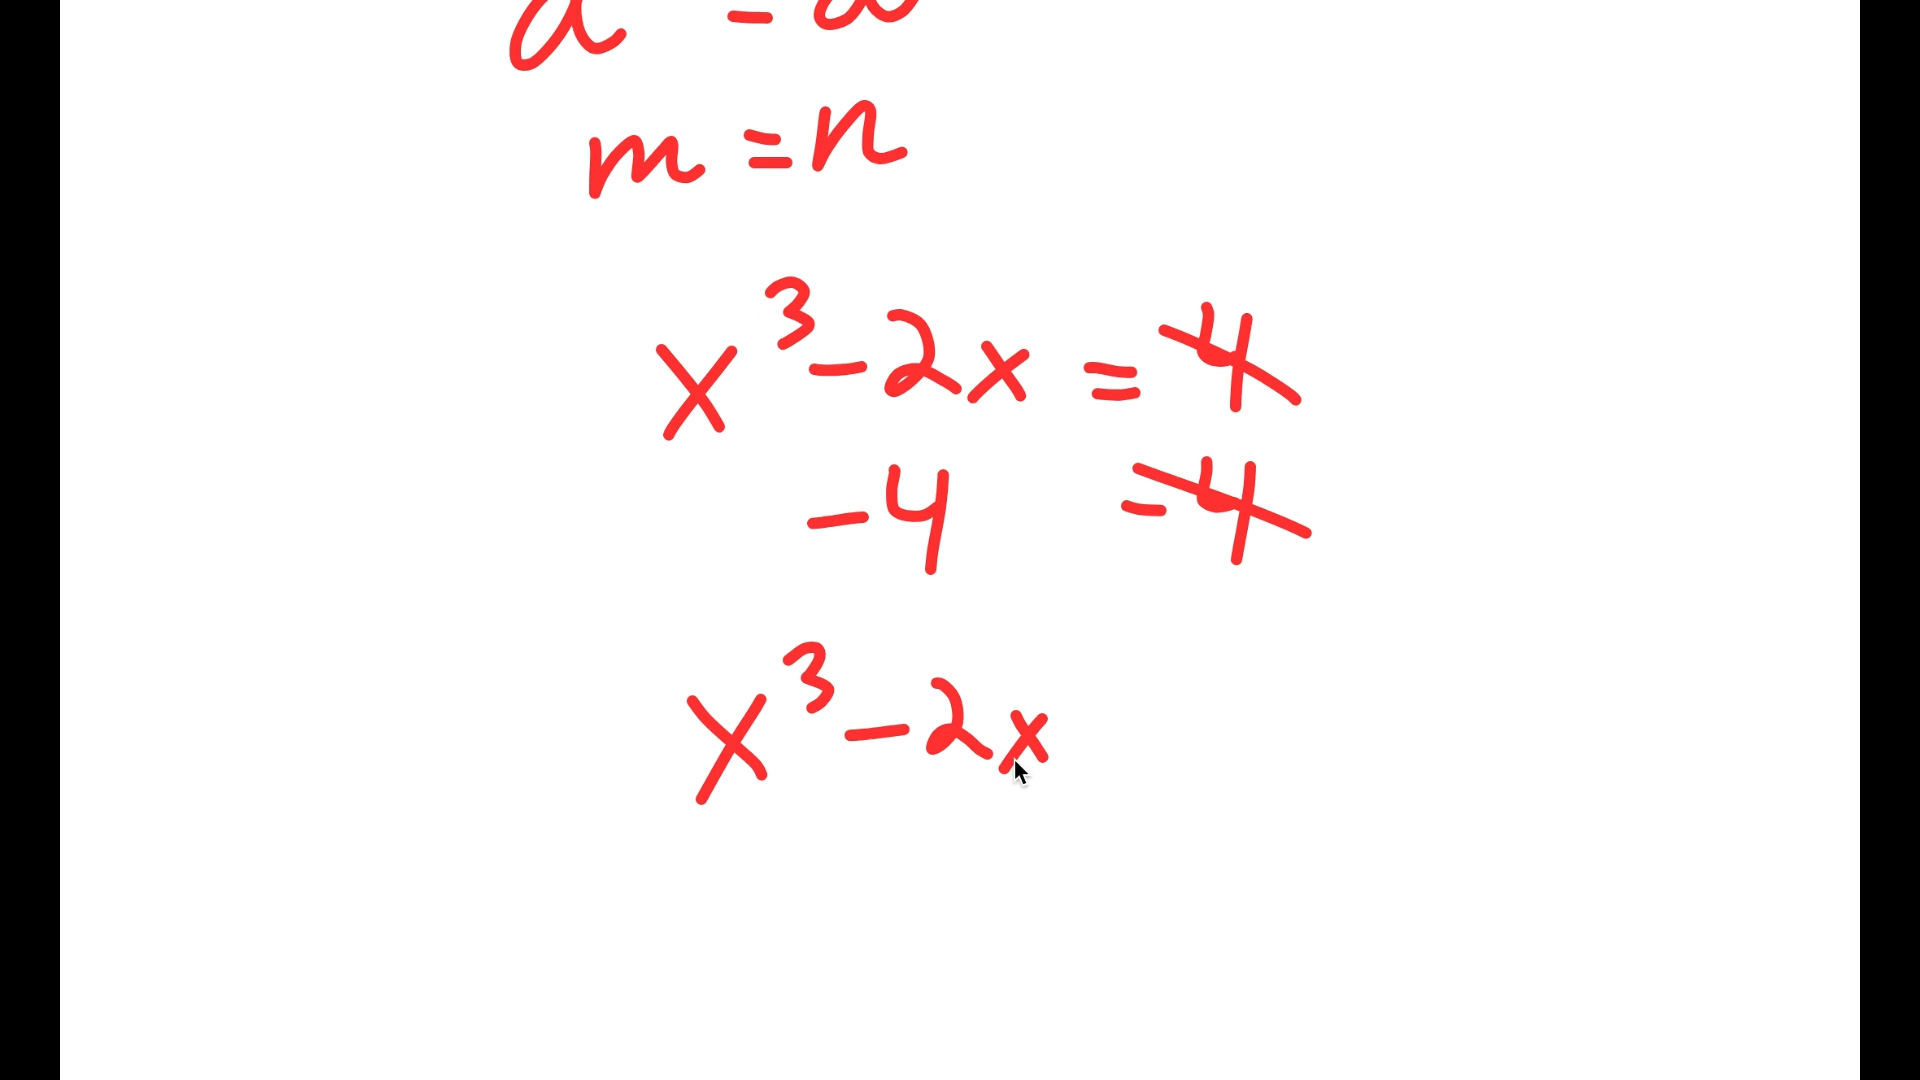 m = n
x³ - 2x = 4
- 4 = 4
x³ - 2x